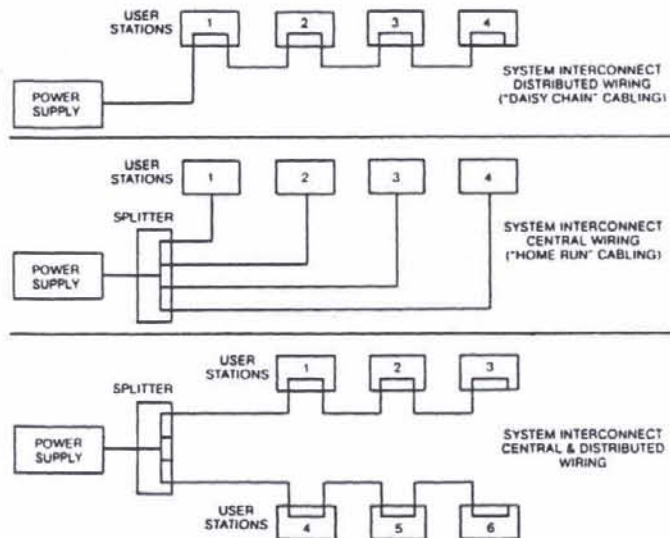 USER
STATIONS
1 2 3 4
POWER
SUPPLY
SYSTEM INTERCONNECT
DISTRIBUTED WIRING
("DAISY CHAIN" CABLING)
USER
STATIONS
1 2 3 4
SPLITTER
POWER
SUPPLY
SYSTEM INTERCONNECT
CENTRAL WIRING
("HOME RUN" CABLING)
USER
STATIONS
1 2 3
SPLITTER
POWER
SUPPLY
SYSTEM INTERCONNECT
CENTRAL & DISTRIBUTED
WIRING
USER
STATIONS
4 5 6